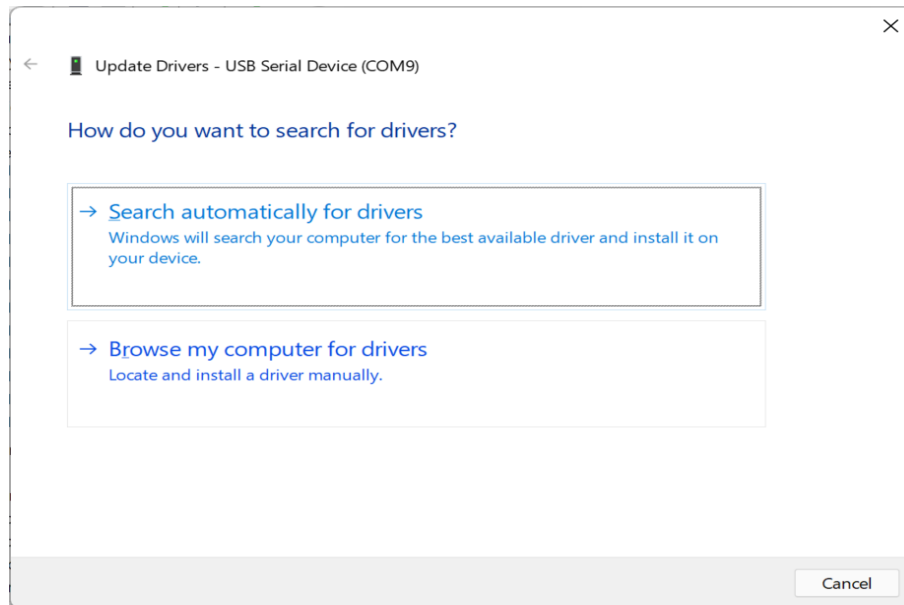 Update Drivers - USB Serial Device (COM9)
How do you want to search for drivers?
Search automatically for drivers
Windows will search your computer for the best available driver and install it on
your device.
Browse my computer for drivers
Locate and install a driver manually.
Cancel